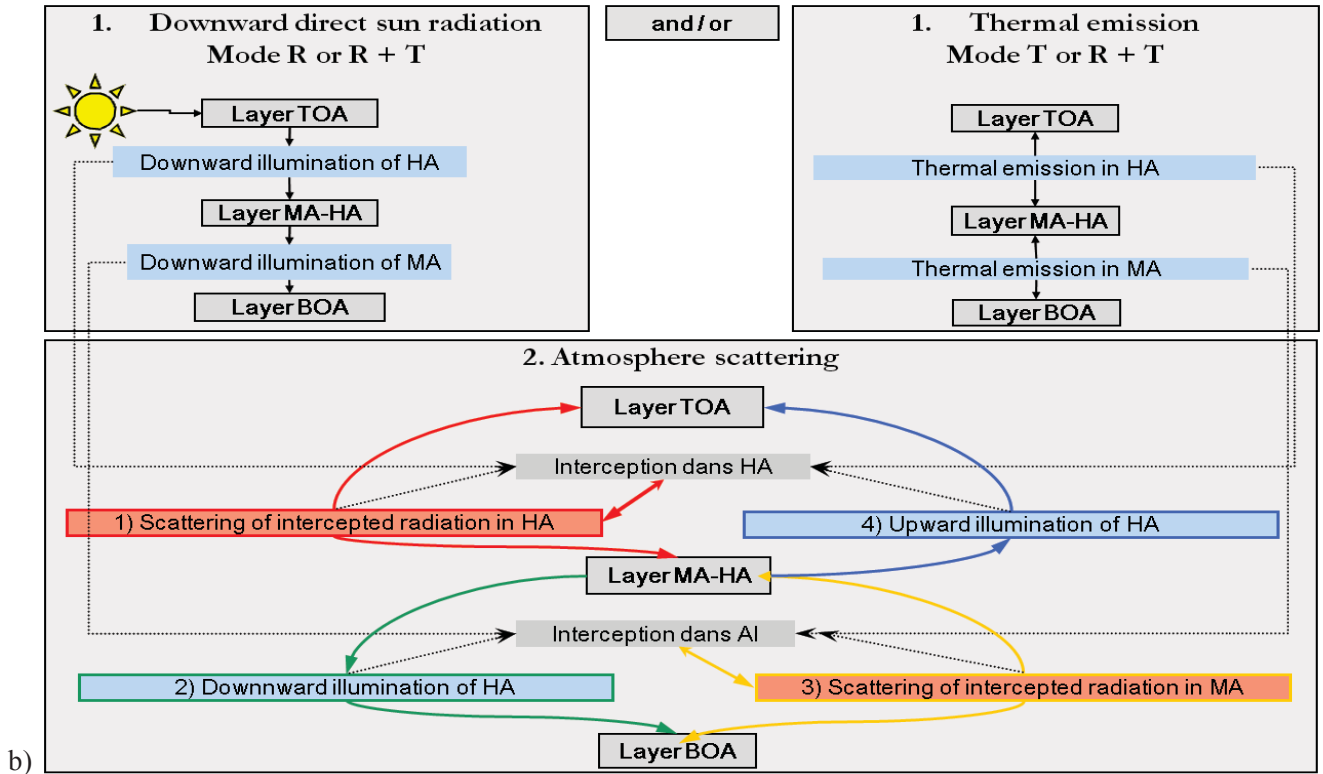 1. Downward direct sun radiation
Mode R or R + T
Layer TOA
Downward illumination of HA
Layer MA-HA
Downward illumination of MA
Layer BOA
and / or
1. Thermal emission
Mode T or R + T
Layer TOA
Thermal emission in HA
Layer MA-HA
Thermal emission in MA
Layer BOA
2. Atmosphere scattering
Layer TOA
Interception dans HA
1) Scattering of intercepted radiation in HA
4) Upward illumination of HA
Layer MA-HA
Interception dans AI
2) Downnward illumination of HA
3) Scattering of intercepted radiation in MA
Layer BOA
b)